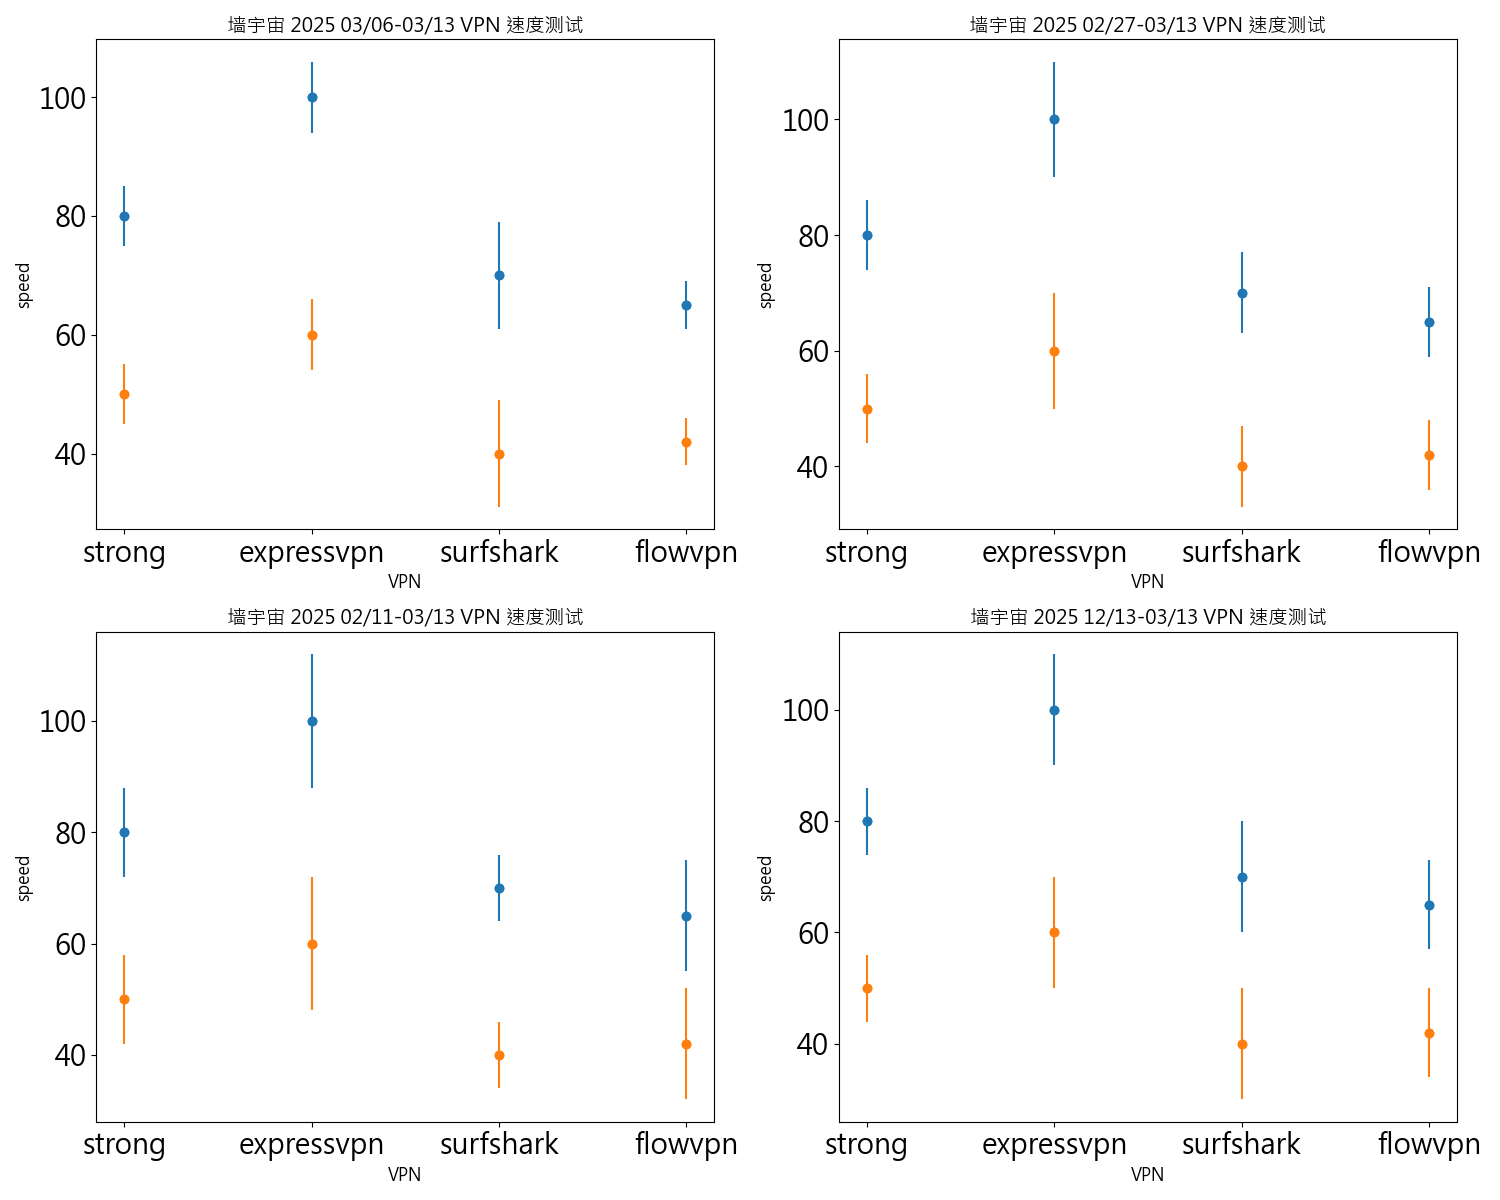 墙宇宙 2025 03/06-03/13 VPN 速度测试
100
80
60
40
speed
strong expressvpn surfshark flowvpn
VPN
墙宇宙 2025 02/27-03/13 VPN 速度测试
100
80
60
40
speed
strong expressvpn surfshark flowvpn
VPN
墙宇宙 2025 02/11-03/13 VPN 速度测试
100
80
60
40
speed
strong expressvpn surfshark flowvpn
VPN
墙宇宙 2025 12/13-03/13 VPN 速度测试
100
80
60
40
speed
strong expressvpn surfshark flowvpn
VPN